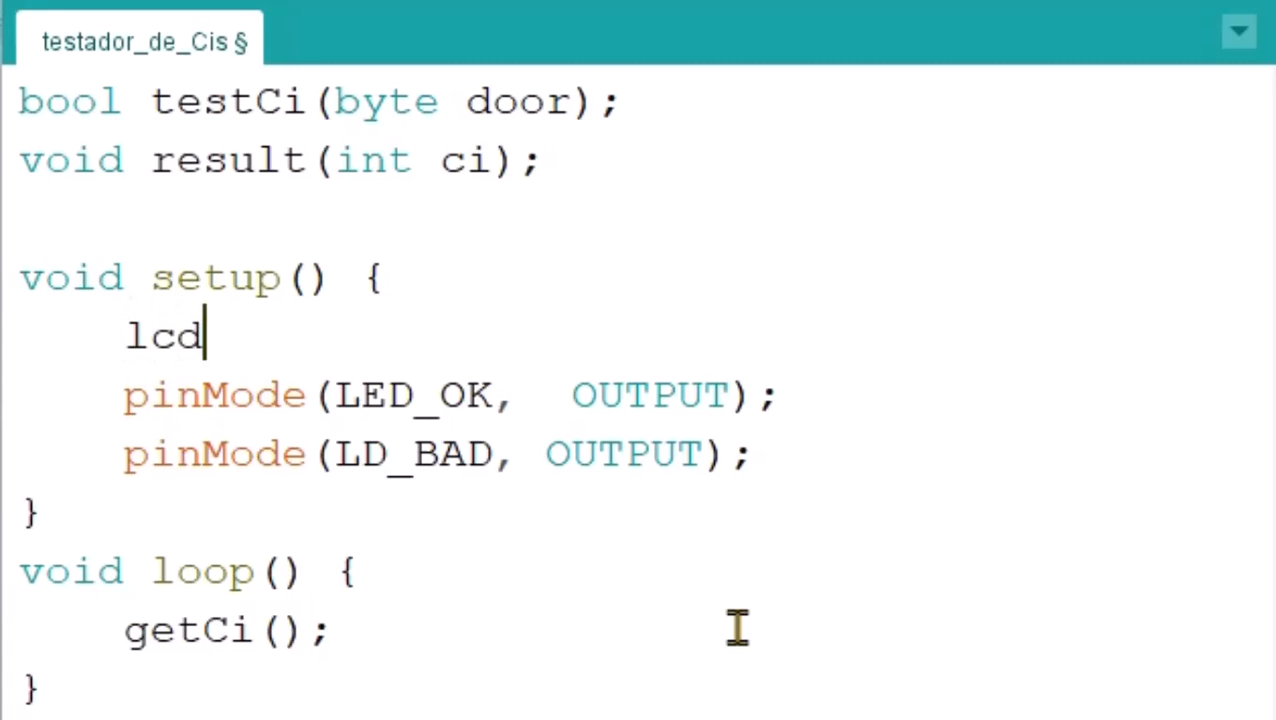 testador_de_Cis §
bool testCi(byte door);
void result(int ci);
void setup() {
lcd
pinMode(LED_OK,  OUTPUT);
pinMode(LD_BAD, OUTPUT);
}
void loop() {
getCi();
}